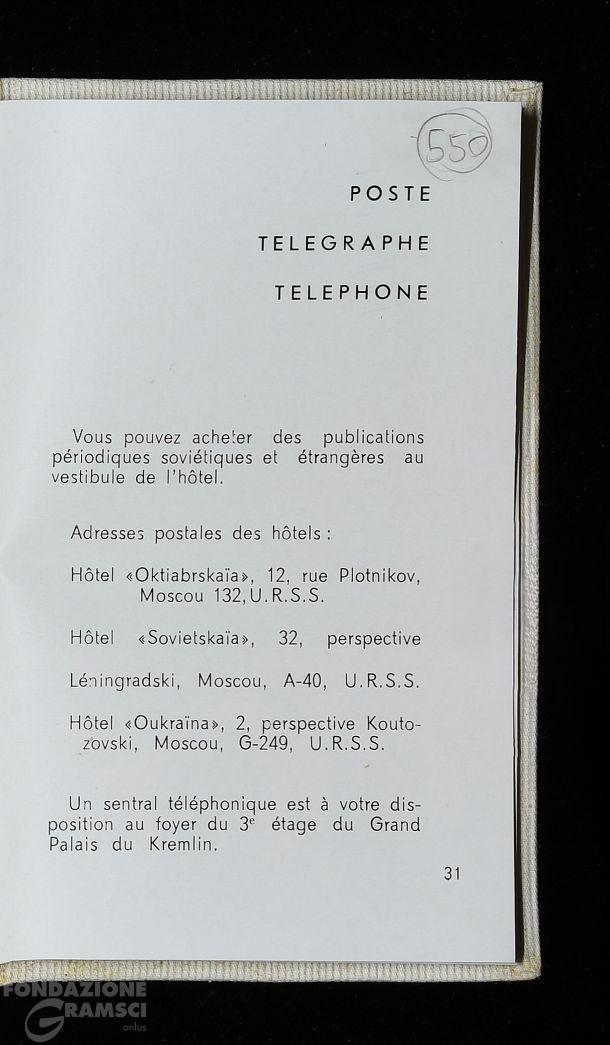 550
POSTE
TELEGRAPHE
TELEPHONE
Vous pouvez acheter des publications
périodiques soviétiques et étrangères au
vestibule de l'hôtel.
Adresses postales des hôtels :
Hôtel «Oktiabrskaïa», 12, rue Plotnikov,
Moscou 132, U.R.S.S.
Hôtel «Sovietskaïa», 32, perspective
Léningradski, Moscou, A-40, U.R.S.S.
Hôtel «Oukraïna», 2, perspective Kouto-
zovski, Moscou, G-249, U.R.S.S.
Un sentral téléphonique est à votre dis-
position au foyer du 3e étage du Grand
Palais du Kremlin.
31
FONDAZIONE
GRAMSCI
onlus